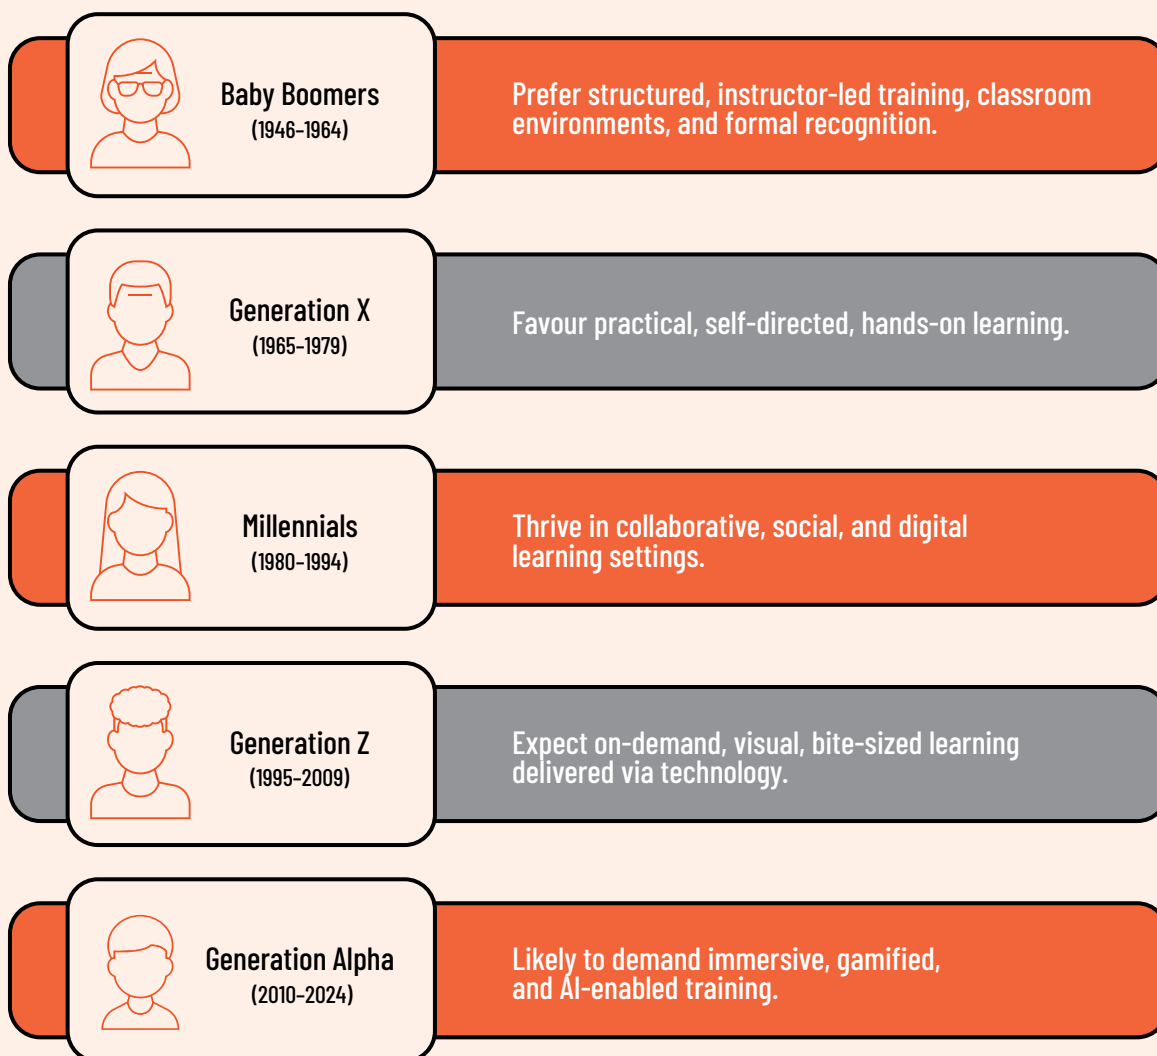 Baby Boomers
(1946–1964)
Prefer structured, instructor-led training, classroom
environments, and formal recognition.
Generation X
(1965–1979)
Favour practical, self-directed, hands-on learning.
Millennials
(1980–1994)
Thrive in collaborative, social, and digital
learning settings.
Generation Z
(1995–2009)
Expect on-demand, visual, bite-sized learning
delivered via technology.
Generation Alpha
(2010–2024)
Likely to demand immersive, gamified,
and AI-enabled training.